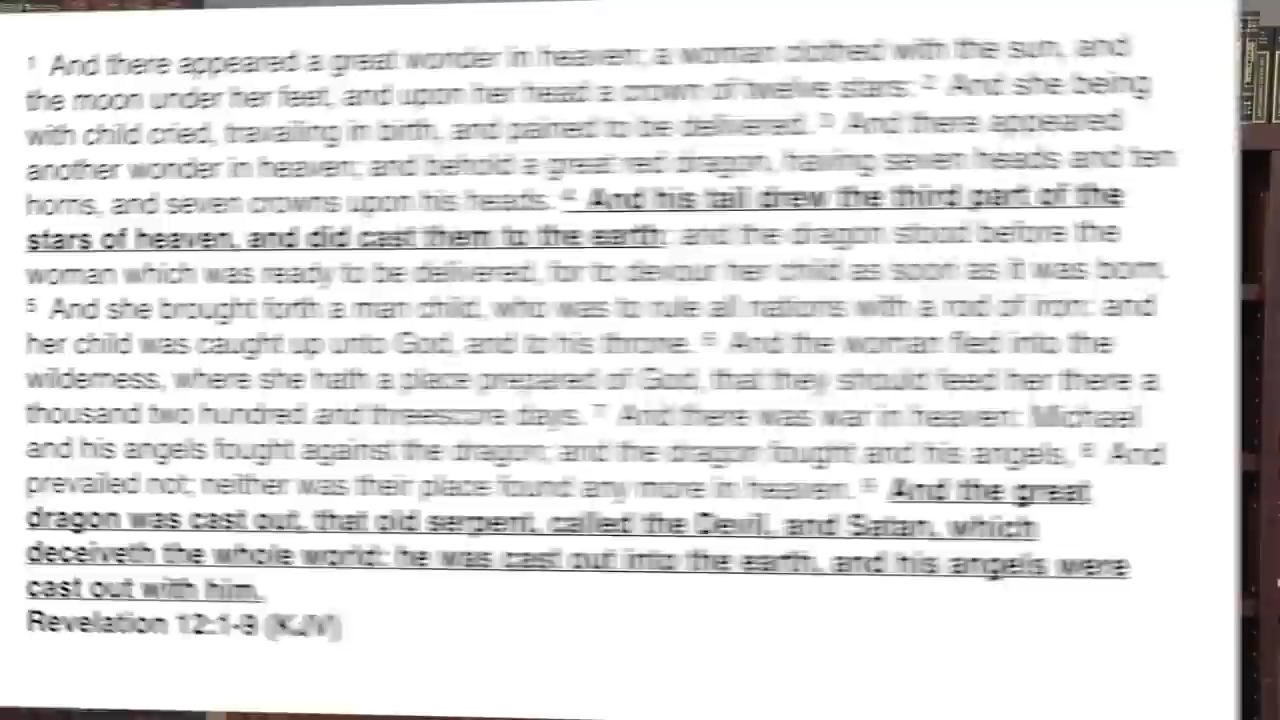 1 And there appeared a great wonder in heaven; a woman clothed with the sun, and
the moon under her feet, and upon her head a crown of twelve stars: 2 And she being
with child cried, travailing in birth, and pained to be delivered. 3 And there appeared
another wonder in heaven; and behold a great red dragon, having seven heads and ten
horns, and seven crowns upon his heads. 4 And his tail drew the third part of the
stars of heaven, and did cast them to the earth: and the dragon stood before the
woman which was ready to be delivered, for to devour her child as soon as it was born.
5 And she brought forth a man child, who was to rule all nations with a rod of iron: and
her child was caught up unto God, and to his throne. 6 And the woman fled into the
wilderness, where she hath a place prepared of God, that they should feed her there a
thousand two hundred and threescore days. 7 And there was war in heaven: Michael
and his angels fought against the dragon; and the dragon fought and his angels, 8 And
prevailed not; neither was their place found any more in heaven. 9 And the great
dragon was cast out, that old serpent, called the Devil, and Satan, which
deceiveth the whole world: he was cast out into the earth, and his angels were
cast out with him.
Revelation 12:1-9 (KJV)